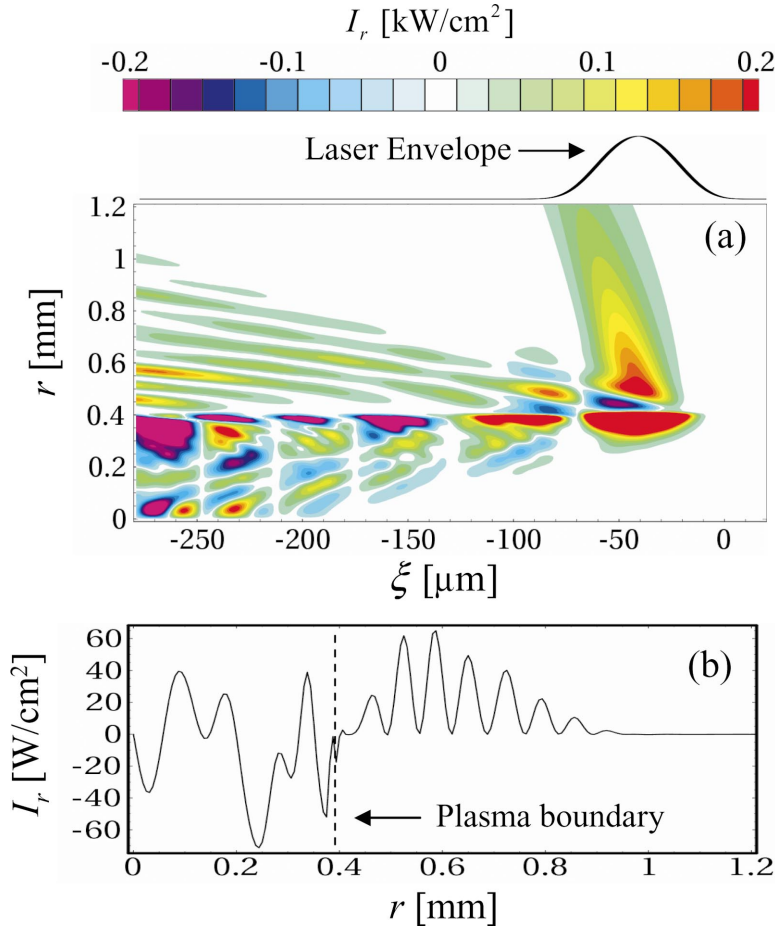 I_r [kW/cm²]
-0.2 -0.1 0 0.1 0.2
Laser Envelope
(a)
1.2
1
0.8
0.6
0.4
0.2
0
r [mm]
-250 -200 -150 -100 -50 0
ξ [µm]
(b)
60
40
20
0
-20
-40
-60
I_r [W/cm²]
Plasma boundary
0 0.2 0.4 0.6 0.8 1 1.2
r [mm]